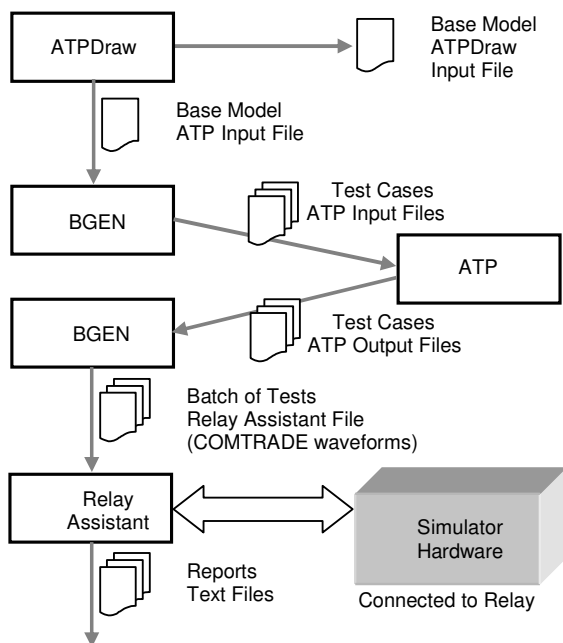 ATPDraw
Base Model
ATPDraw
Input File
Base Model
ATP Input File
BGEN
Test Cases
ATP Input Files
ATP
BGEN
Test Cases
ATP Output Files
Batch of Tests
Relay Assistant File
(COMTRADE waveforms)
Relay
Assistant
Simulator
Hardware
Reports
Text Files
Connected to Relay